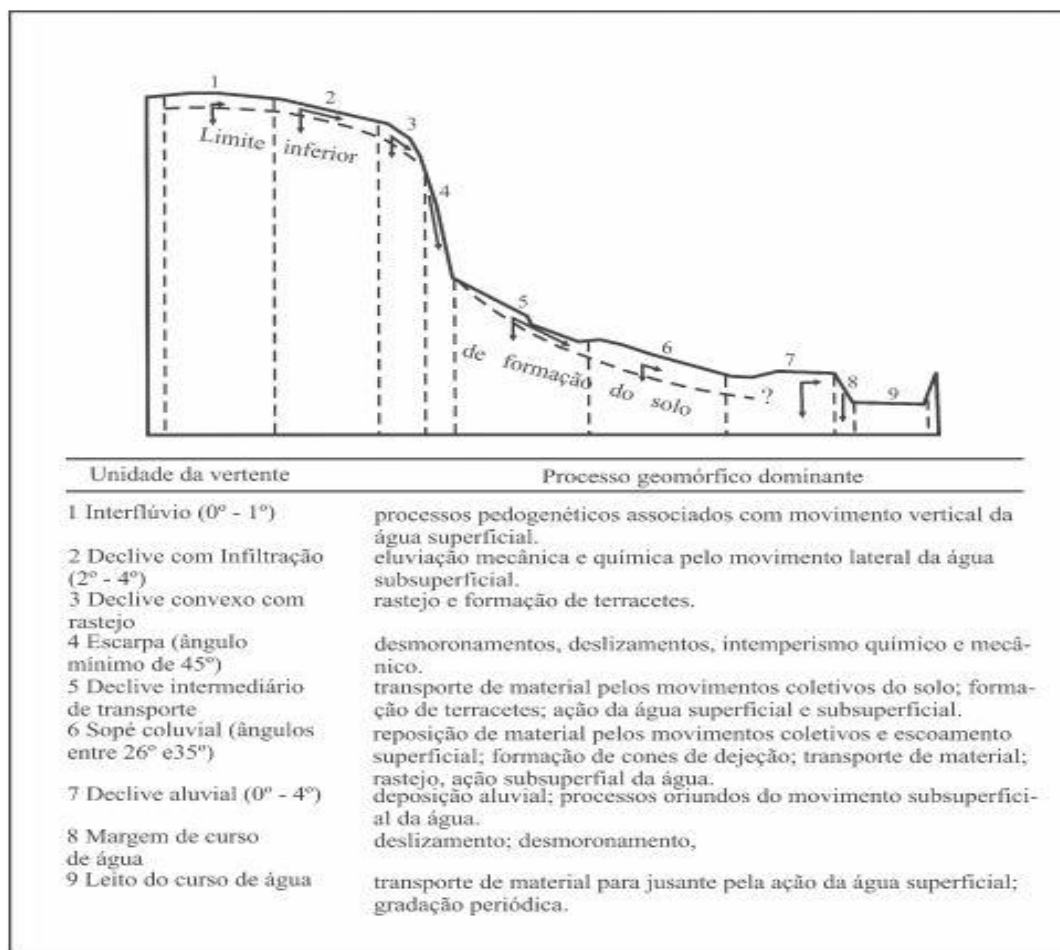 1
2
3
Limite inferior
4
5
6
7
8
9
de formação do solo ?
Unidade da vertente Processo geomórfico dominante
1 Interflúvio (0º - 1º) processos pedogenéticos associados com movimento vertical da
água superficial.
2 Declive com Infiltração eluviação mecânica e química pelo movimento lateral da água
(2º - 4º) subsuperficial.
3 Declive convexo com rastejo e formação de terracetes.
rastejo
4 Escarpa (ângulo desmoronamentos, deslizamentos, intemperismo químico e mecâ-
mínimo de 45º) nico.
5 Declive intermediário transporte de material pelos movimentos coletivos do solo; forma-
de transporte ção de terracetes; ação da água superficial e subsuperficial.
6 Sopé coluvial (ângulos reposição de material pelos movimentos coletivos e escoamento
entre 26º e35º) superficial; formação de cones de dejeção; transporte de material;
rastejo, ação subsuperfial da água.
7 Declive aluvial (0º - 4º) deposição aluvial; processos oriundos do movimento subsuperfici-
al da água.
8 Margem de curso deslizamento; desmoronamento,
de água
9 Leito do curso de água transporte de material para jusante pela ação da água superficial;
gradação periódica.